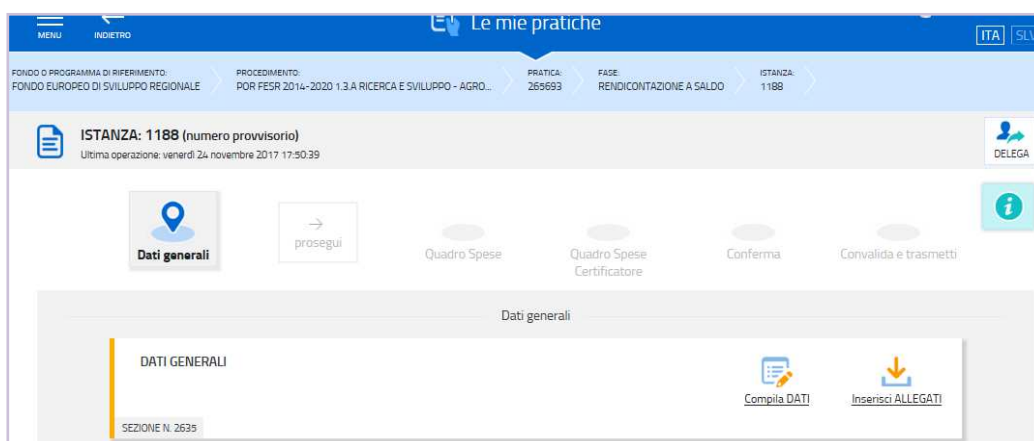 Le mie pratiche
MENU
INDIETRO
ITA
SLV
FONDO O PROGRAMMA DI RIFERIMENTO:
FONDO EUROPEO DI SVILUPPO REGIONALE
PROCEDIMENTO:
POR FESR 2014-2020 1.3.A RICERCA E SVILUPPO - AGRO...
PRATICA:
265693
FASE:
RENDICONTAZIONE A SALDO
ISTANZA:
1188
ISTANZA: 1188 (numero provvisorio)
Ultima operazione: venerdì 24 novembre 2017 17:50:39
DELEGA
Dati generali
prosegui
Quadro Spese
Quadro Spese
Certificatore
Conferma
Convalida e trasmetti
Dati generali
DATI GENERALI
Compila DATI
Inserisci ALLEGATI
SEZIONE N. 2635